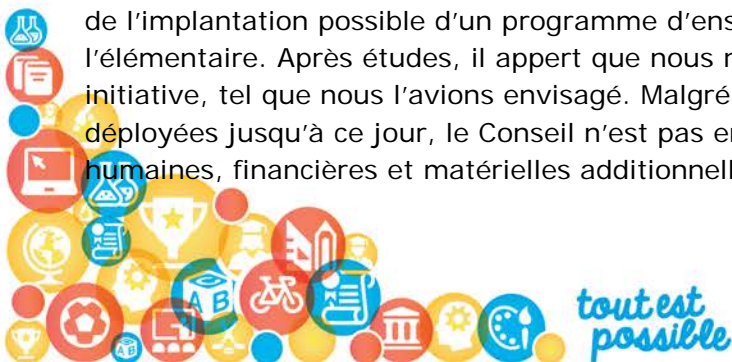 de l'implantation possible d'un programme d'ens
l'élémentaire. Après études, il appert que nous
initiative, tel que nous l'avions envisagé. Malgré
déployées jusqu'à ce jour, le Conseil n'est pas
humaines, financières et matérielles additionnell
A B
A B
tout est
possible